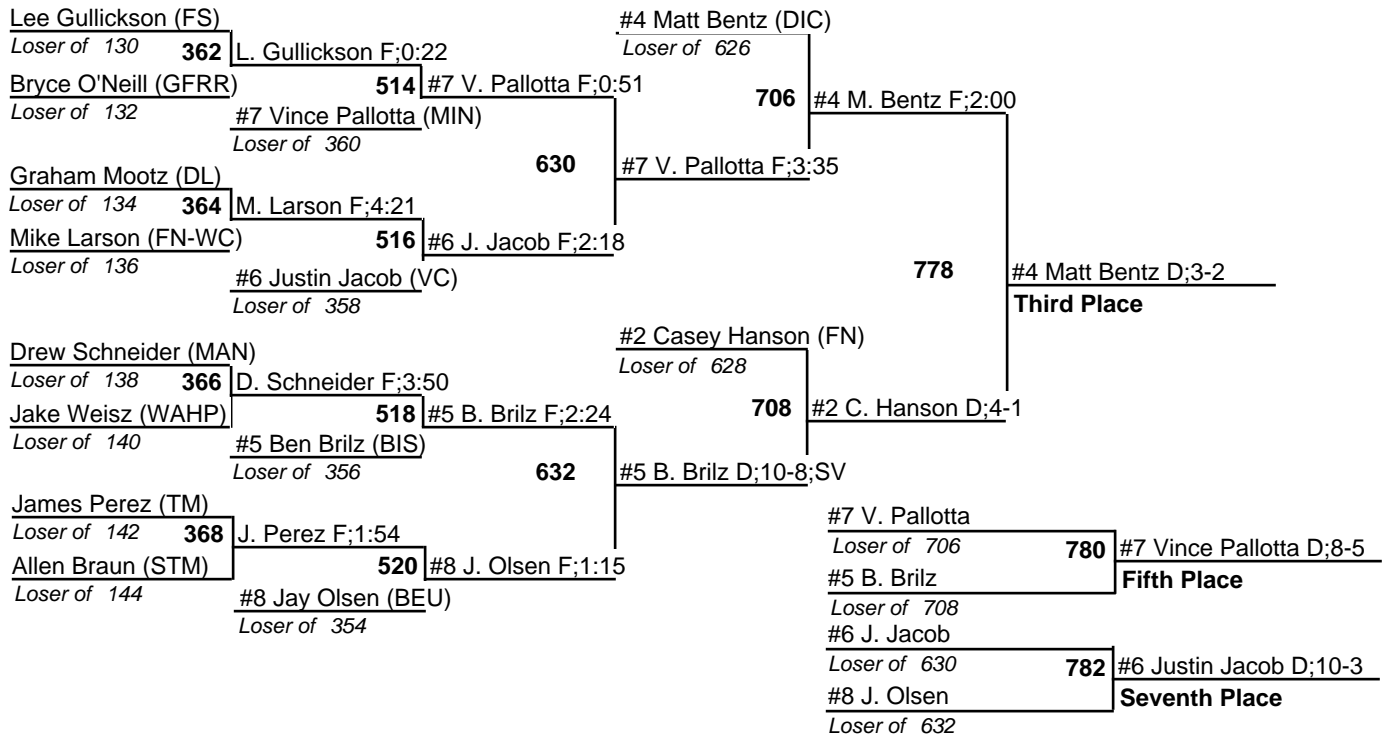 Lee Gullickson (FS)
Loser of 130
362
L. Gullickson F;0:22
Bryce O'Neill (GFRR)
Loser of 132
514
#7 V. Pallotta F;0:51
#7 Vince Pallotta (MIN)
Loser of 360
630
#7 V. Pallotta F;3:35
Graham Mootz (DL)
Loser of 134
364
M. Larson F;4:21
Mike Larson (FN-WC)
Loser of 136
516
#6 J. Jacob F;2:18
#6 Justin Jacob (VC)
Loser of 358
#4 Matt Bentz (DIC)
Loser of 626
706
#4 M. Bentz F;2:00
778
#4 Matt Bentz D;3-2
Third Place
Drew Schneider (MAN)
Loser of 138
366
D. Schneider F;3:50
Jake Weisz (WAHP)
Loser of 140
518
#5 B. Brilz F;2:24
#5 Ben Brilz (BIS)
Loser of 356
632
#5 B. Brilz D;10-8;SV
James Perez (TM)
Loser of 142
368
J. Perez F;1:54
Allen Braun (STM)
Loser of 144
520
#8 J. Olsen F;1:15
#8 Jay Olsen (BEU)
Loser of 354
#2 Casey Hanson (FN)
Loser of 628
708
#2 C. Hanson D;4-1
#7 V. Pallotta
Loser of 706
780
#7 Vince Pallotta D;8-5
#5 B. Brilz
Fifth Place
Loser of 708
#6 J. Jacob
Loser of 630
782
#6 Justin Jacob D;10-3
#8 J. Olsen
Seventh Place
Loser of 632